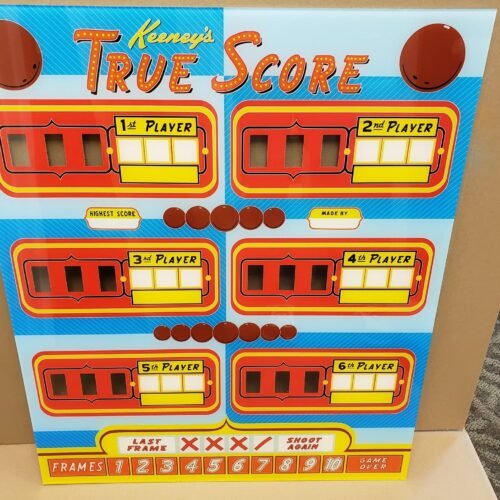 Keeney's
TRUE SCORE
1st PLAYER
2nd PLAYER
HIGHEST SCORE
MADE BY
3rd PLAYER
4th PLAYER
5th PLAYER
6th PLAYER
LAST FRAME
X X X /
SHOOT AGAIN
FRAMES 1 2 3 4 5 6 7 8 9 10 GAME OVER